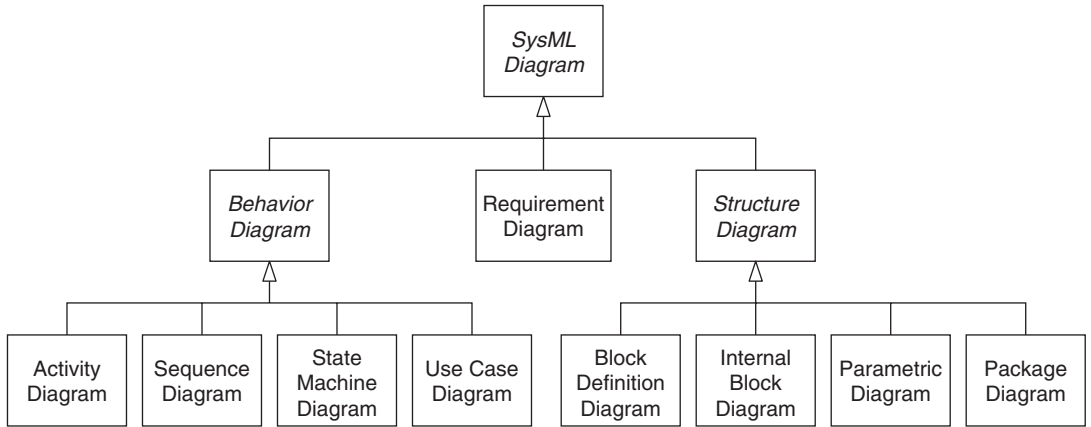 SysML
Diagram
Behavior
Diagram
Requirement
Diagram
Structure
Diagram
Activity
Diagram
Sequence
Diagram
State
Machine
Diagram
Use Case
Diagram
Block
Definition
Diagram
Internal
Block
Diagram
Parametric
Diagram
Package
Diagram